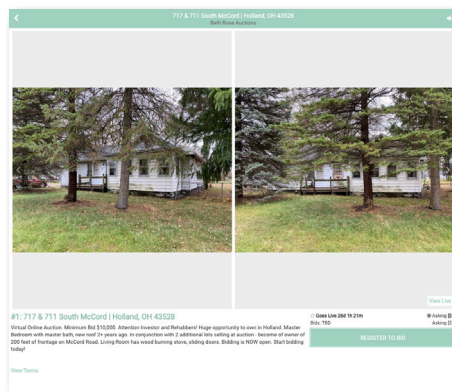 717 & 711 South McCord | Holland, OH 43528
Beth Rose Auctions
View Live
#1: 717 & 711 South McCord | Holland, OH 43528
Virtual Online Auction. Minimum Bid $10,000. Attention Investor and Rehabbers! Huge opportunity to own in Holland. Master
Bedroom with master bath, new roof 2+ years ago. In conjunction with 2 additional lots selling at auction - become of owner of
200 feet of frontage on McCord Road. Living Room has wood burning stove, sliding doors. Bidding is NOW open. Start bidding
today!
Goes Live 28d 1h 21m
Asking
Bids: TBD
Asking
REGISTER TO BID
View Terms